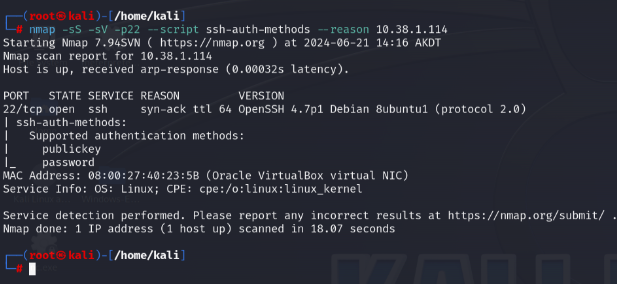 ┌──(root㉿kali)-[/home/kali]
└─# nmap -sS -sV -p22 --script ssh-auth-methods --reason 10.38.1.114
Starting Nmap 7.94SVN ( https://nmap.org ) at 2024-06-21 14:16 AKDT
Nmap scan report for 10.38.1.114
Host is up, received arp-response (0.00032s latency).

PORT   STATE SERVICE REASON         VERSION
22/tcp open  ssh     syn-ack ttl 64 OpenSSH 4.7p1 Debian 8ubuntu1 (protocol 2.0)
| ssh-auth-methods:
|   Supported authentication methods:
|     publickey
|_    password
MAC Address: 08:00:27:40:23:5B (Oracle VirtualBox virtual NIC)
Service Info: OS: Linux; CPE: cpe:/o:linux:linux_kernel

Service detection performed. Please report any incorrect results at https://nmap.org/submit/ .
Nmap done: 1 IP address (1 host up) scanned in 18.07 seconds

┌──(root㉿kali)-[/home/kali]
└─#